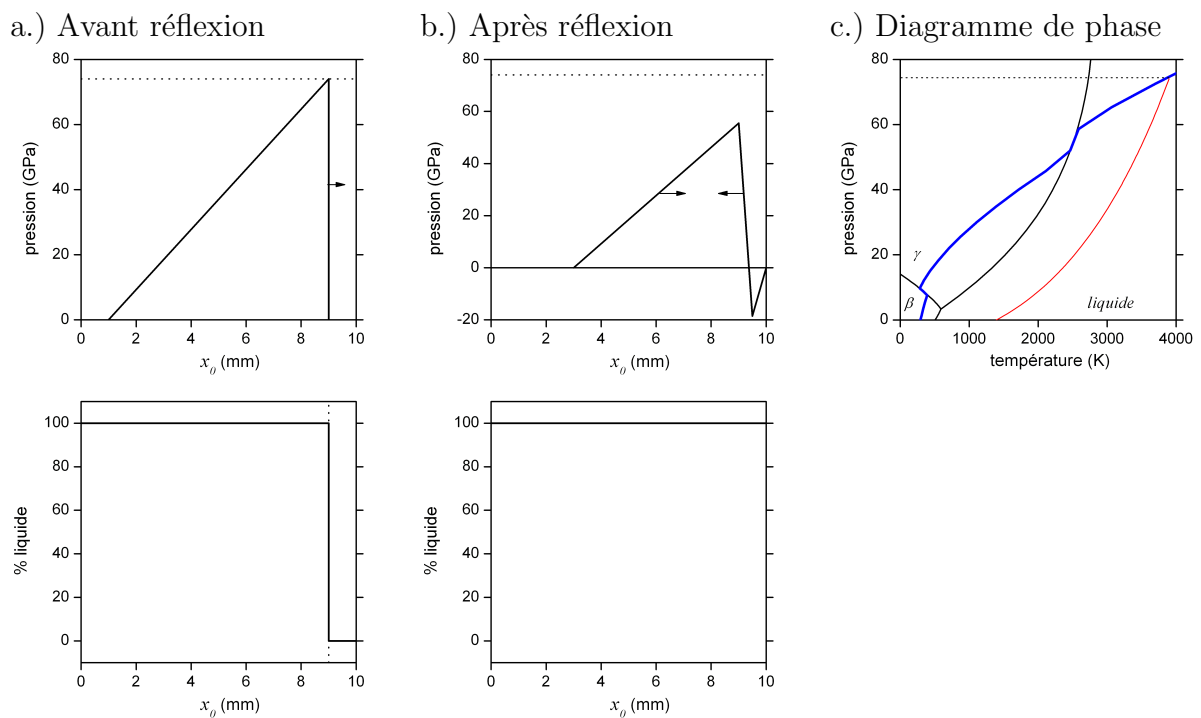 a.) Avant réflexion
80
60
40
20
0
pression (GPa)
0 2 4 6 8 10
x0 (mm)
100
80
60
40
20
0
% liquide
0 2 4 6 8 10
x0 (mm)
b.) Après réflexion
80
60
40
20
0
-20
pression (GPa)
0 2 4 6 8 10
x0 (mm)
100
80
60
40
20
0
% liquide
0 2 4 6 8 10
x0 (mm)
c.) Diagramme de phase
80
60
40
20
0
pression (GPa)
γ
β
liquide
0 1000 2000 3000 4000
température (K)